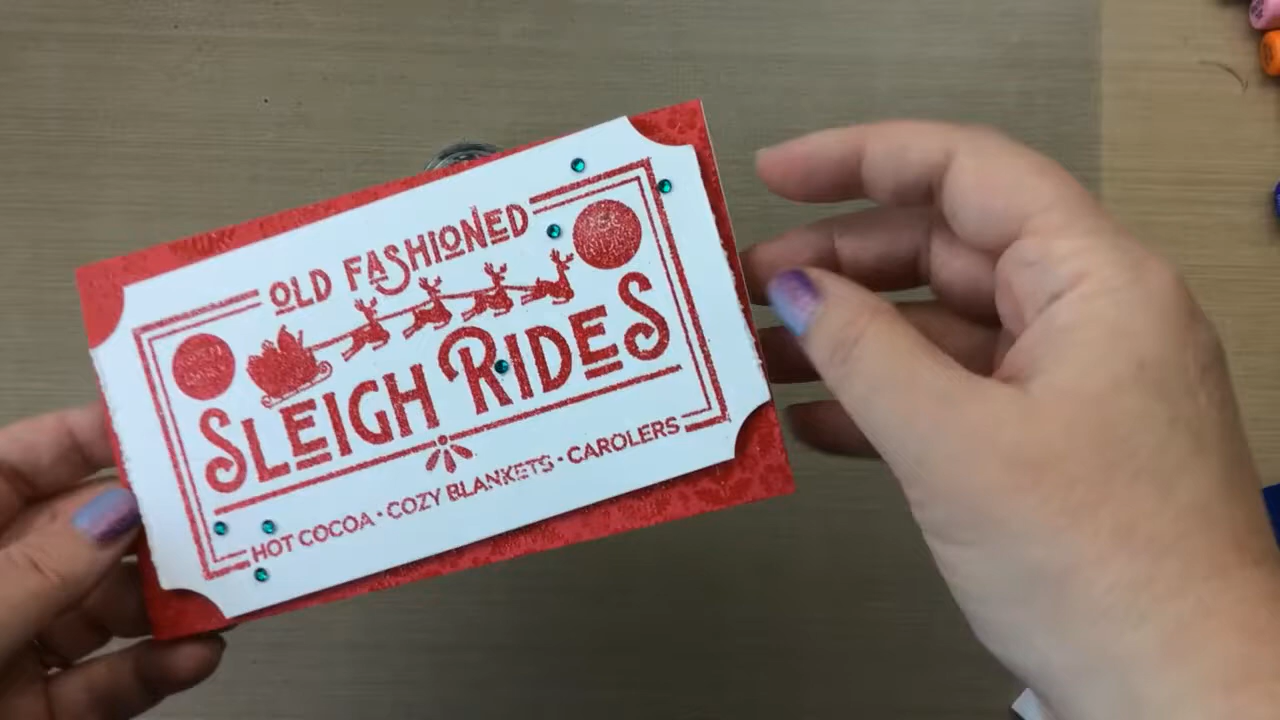 OLD FASHIONED
SLEIGH RIDES
HOT COCOA · COZY BLANKETS · CAROLERS